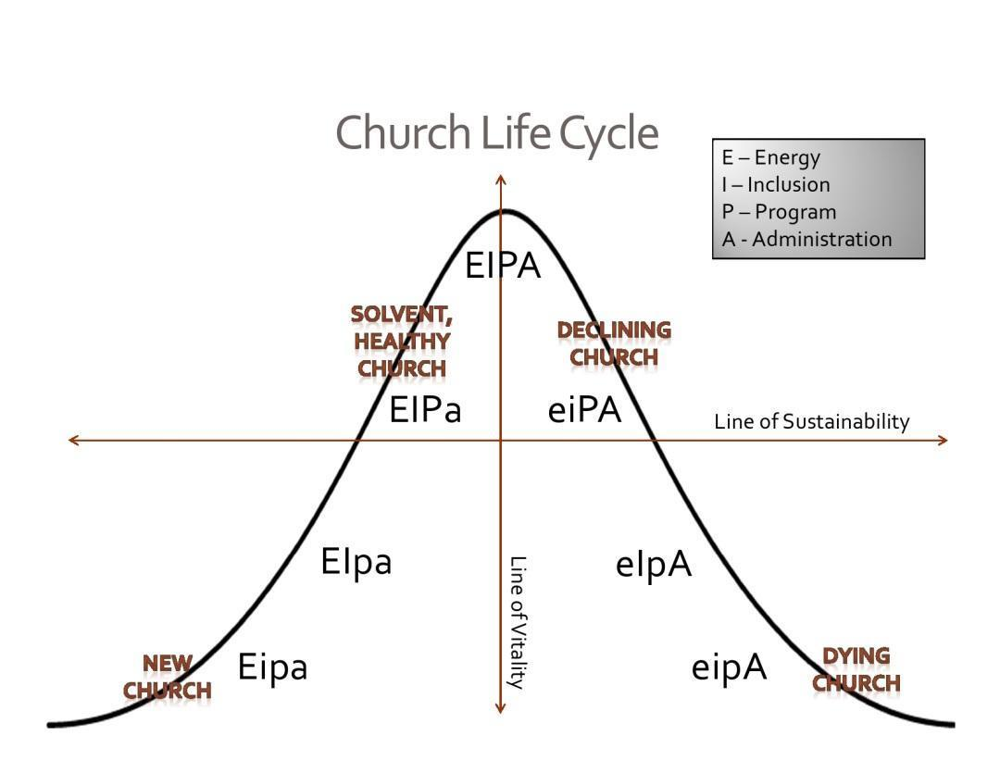 Church Life Cycle
E – Energy
I – Inclusion
P – Program
A - Administration
EIPA
SOLVENT,
HEALTHY
CHURCH
DECLINING
CHURCH
EIPa
eiPA
Line of Sustainability
EIpa
eIpA
Line of Vitality
NEW
CHURCH
Eipa
eipA
DYING
CHURCH